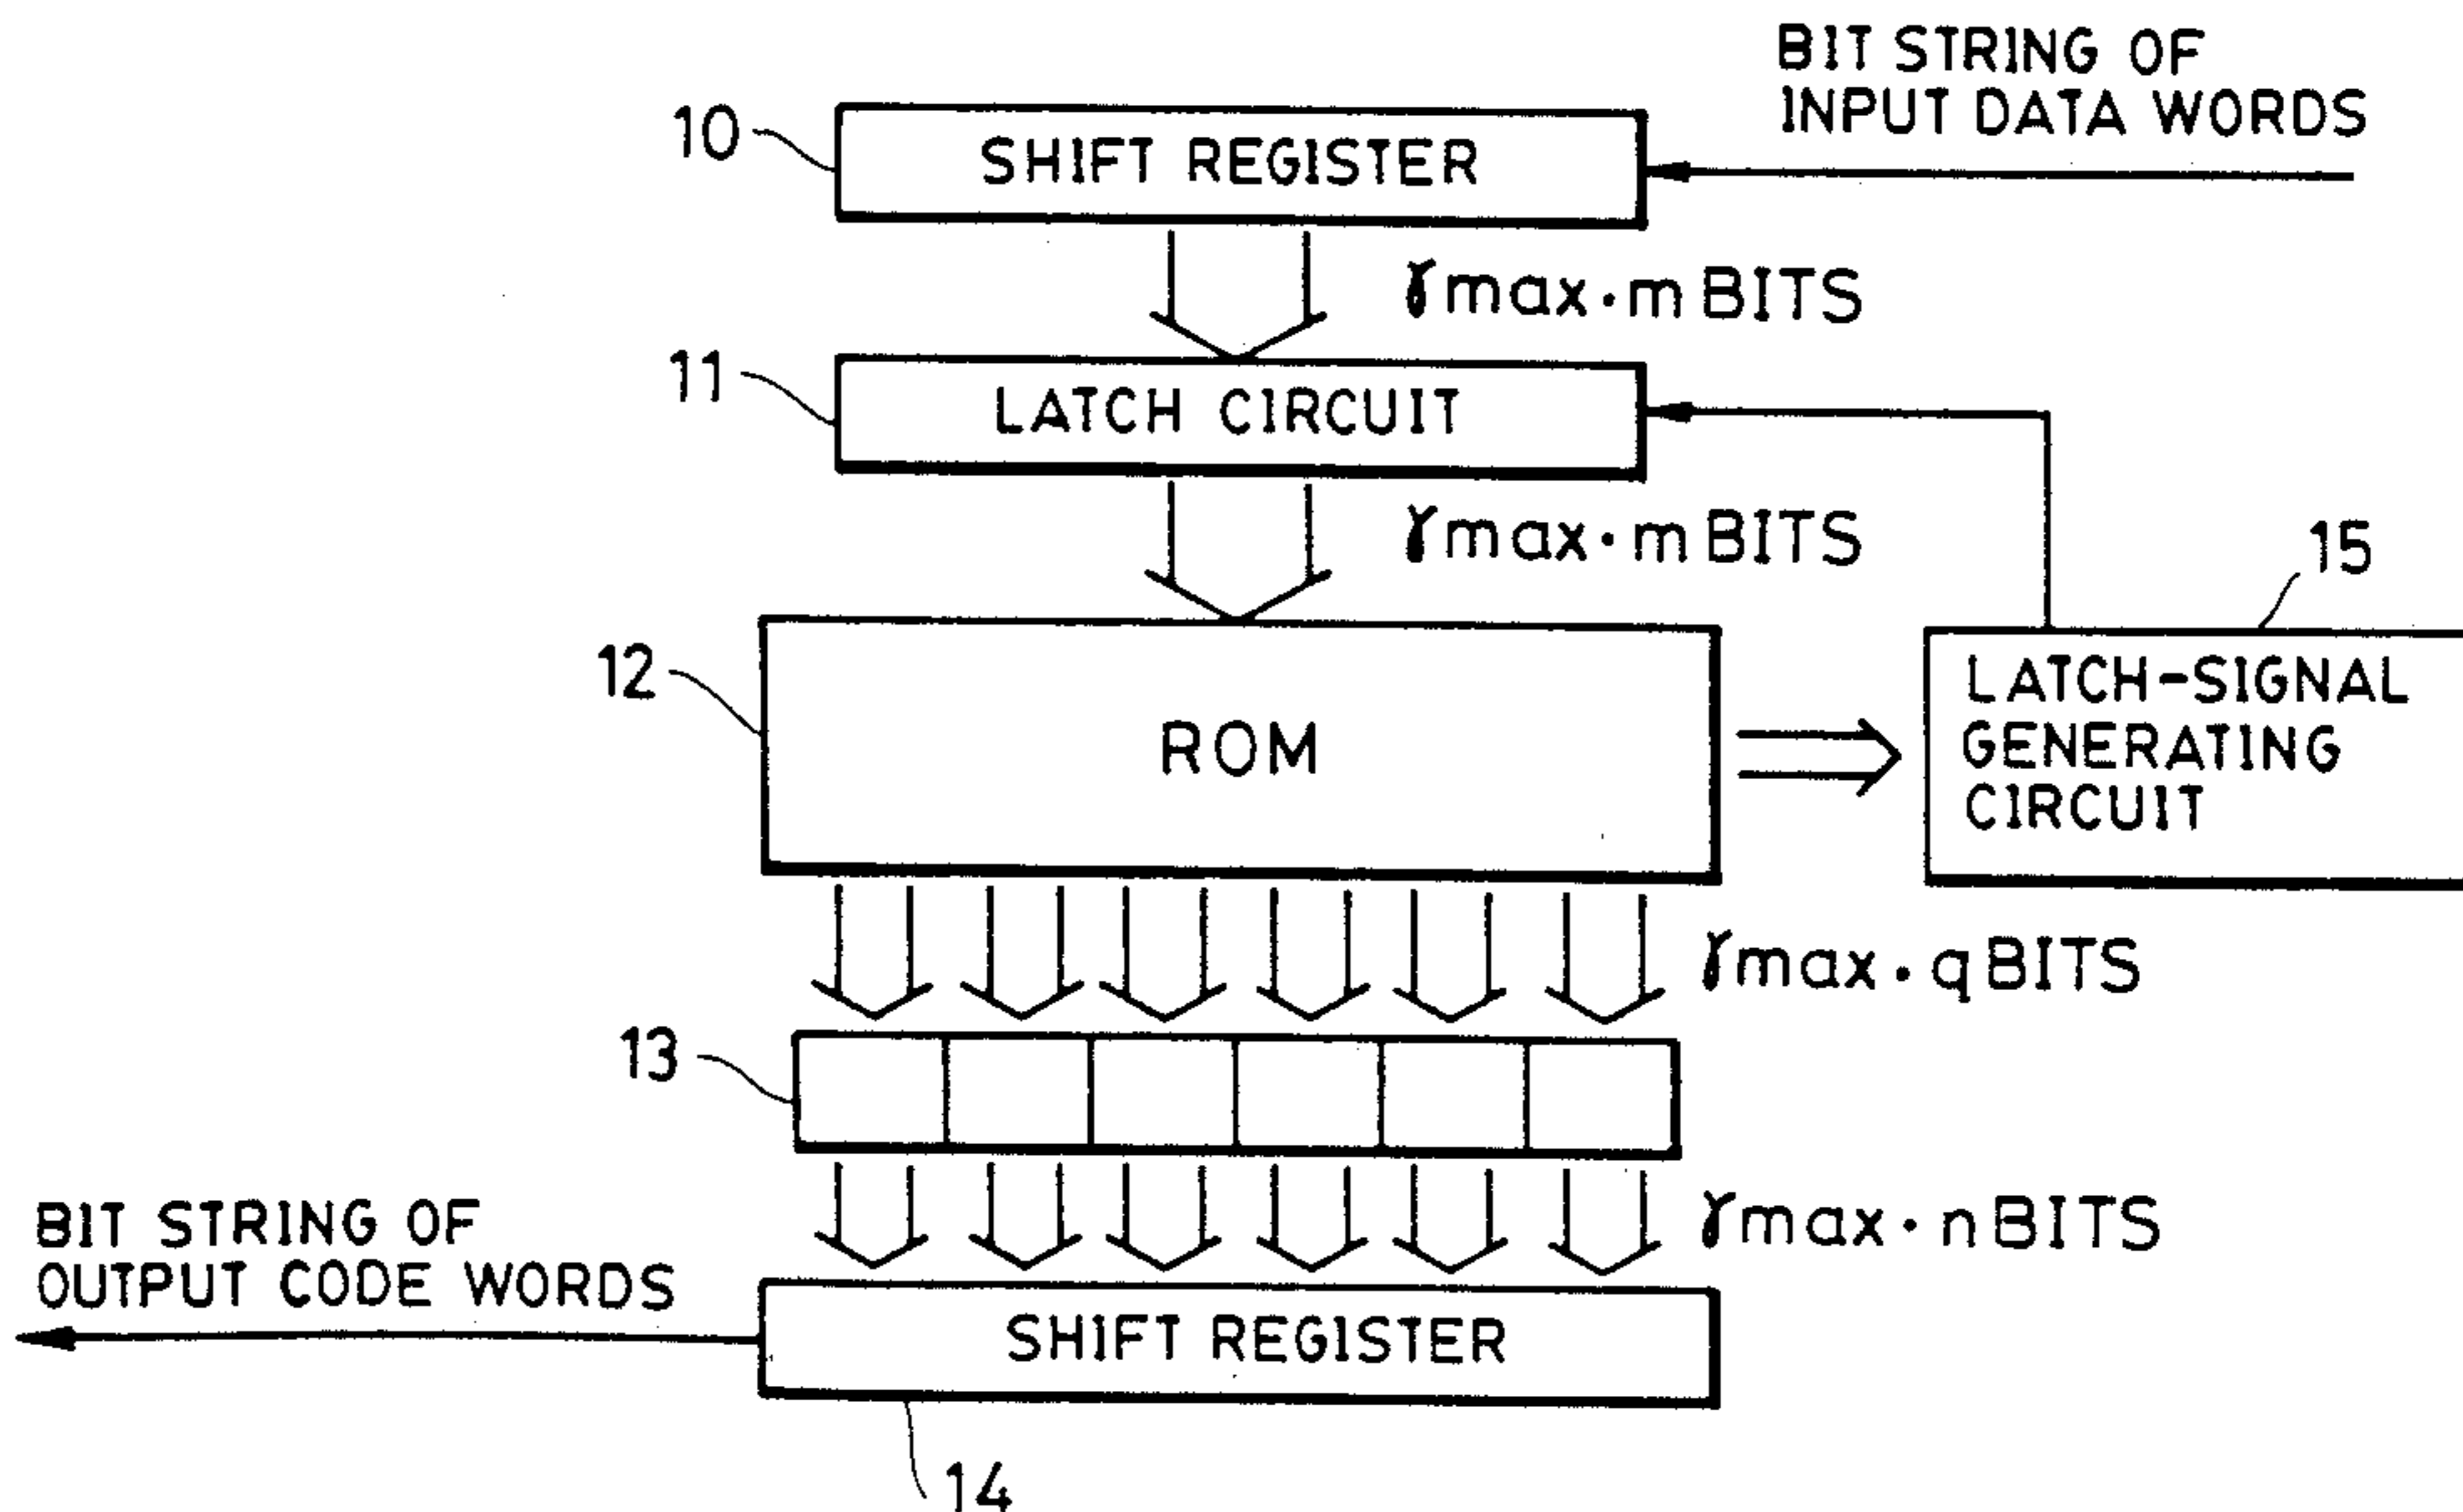 BIT STRING OF
INPUT DATA WORDS
10
SHIFT REGISTER
γmax·m BITS
11
LATCH CIRCUIT
γmax·m BITS
15
12
ROM
LATCH-SIGNAL
GENERATING
CIRCUIT
γmax·q BITS
13
γmax·n BITS
BIT STRING OF
OUTPUT CODE WORDS
SHIFT REGISTER
14